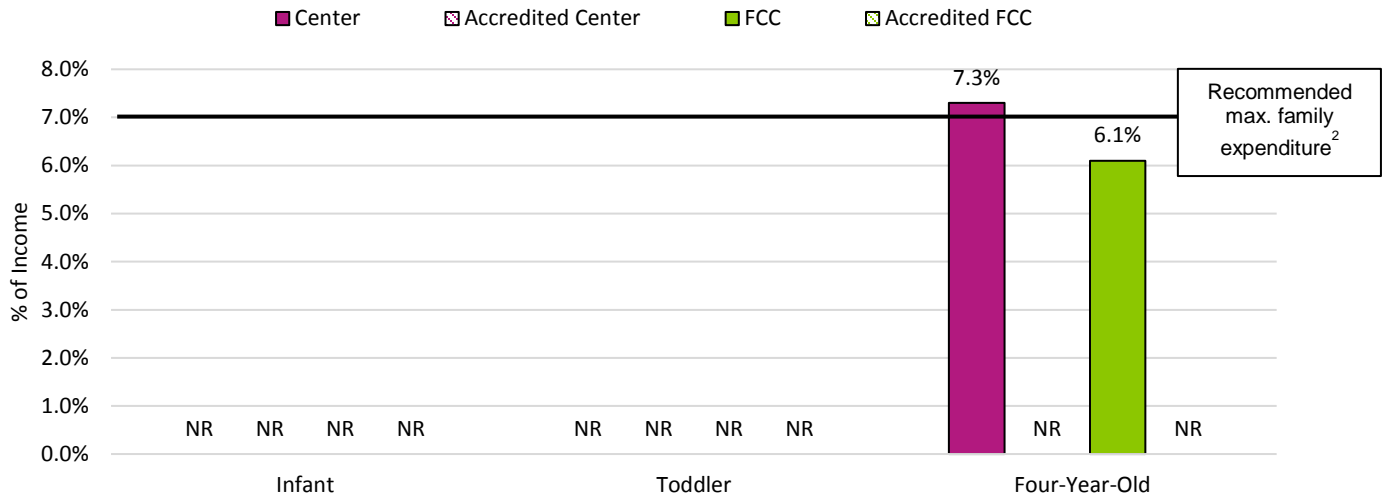 Center Accredited Center FCC Accredited FCC
8.0%
7.0%
6.0%
5.0%
4.0%
3.0%
2.0%
1.0%
0.0%
% of Income
7.3%
6.1%
Recommended
max. family
expenditure2
NR NR NR NR NR NR NR NR NR NR
Infant Toddler Four-Year-Old